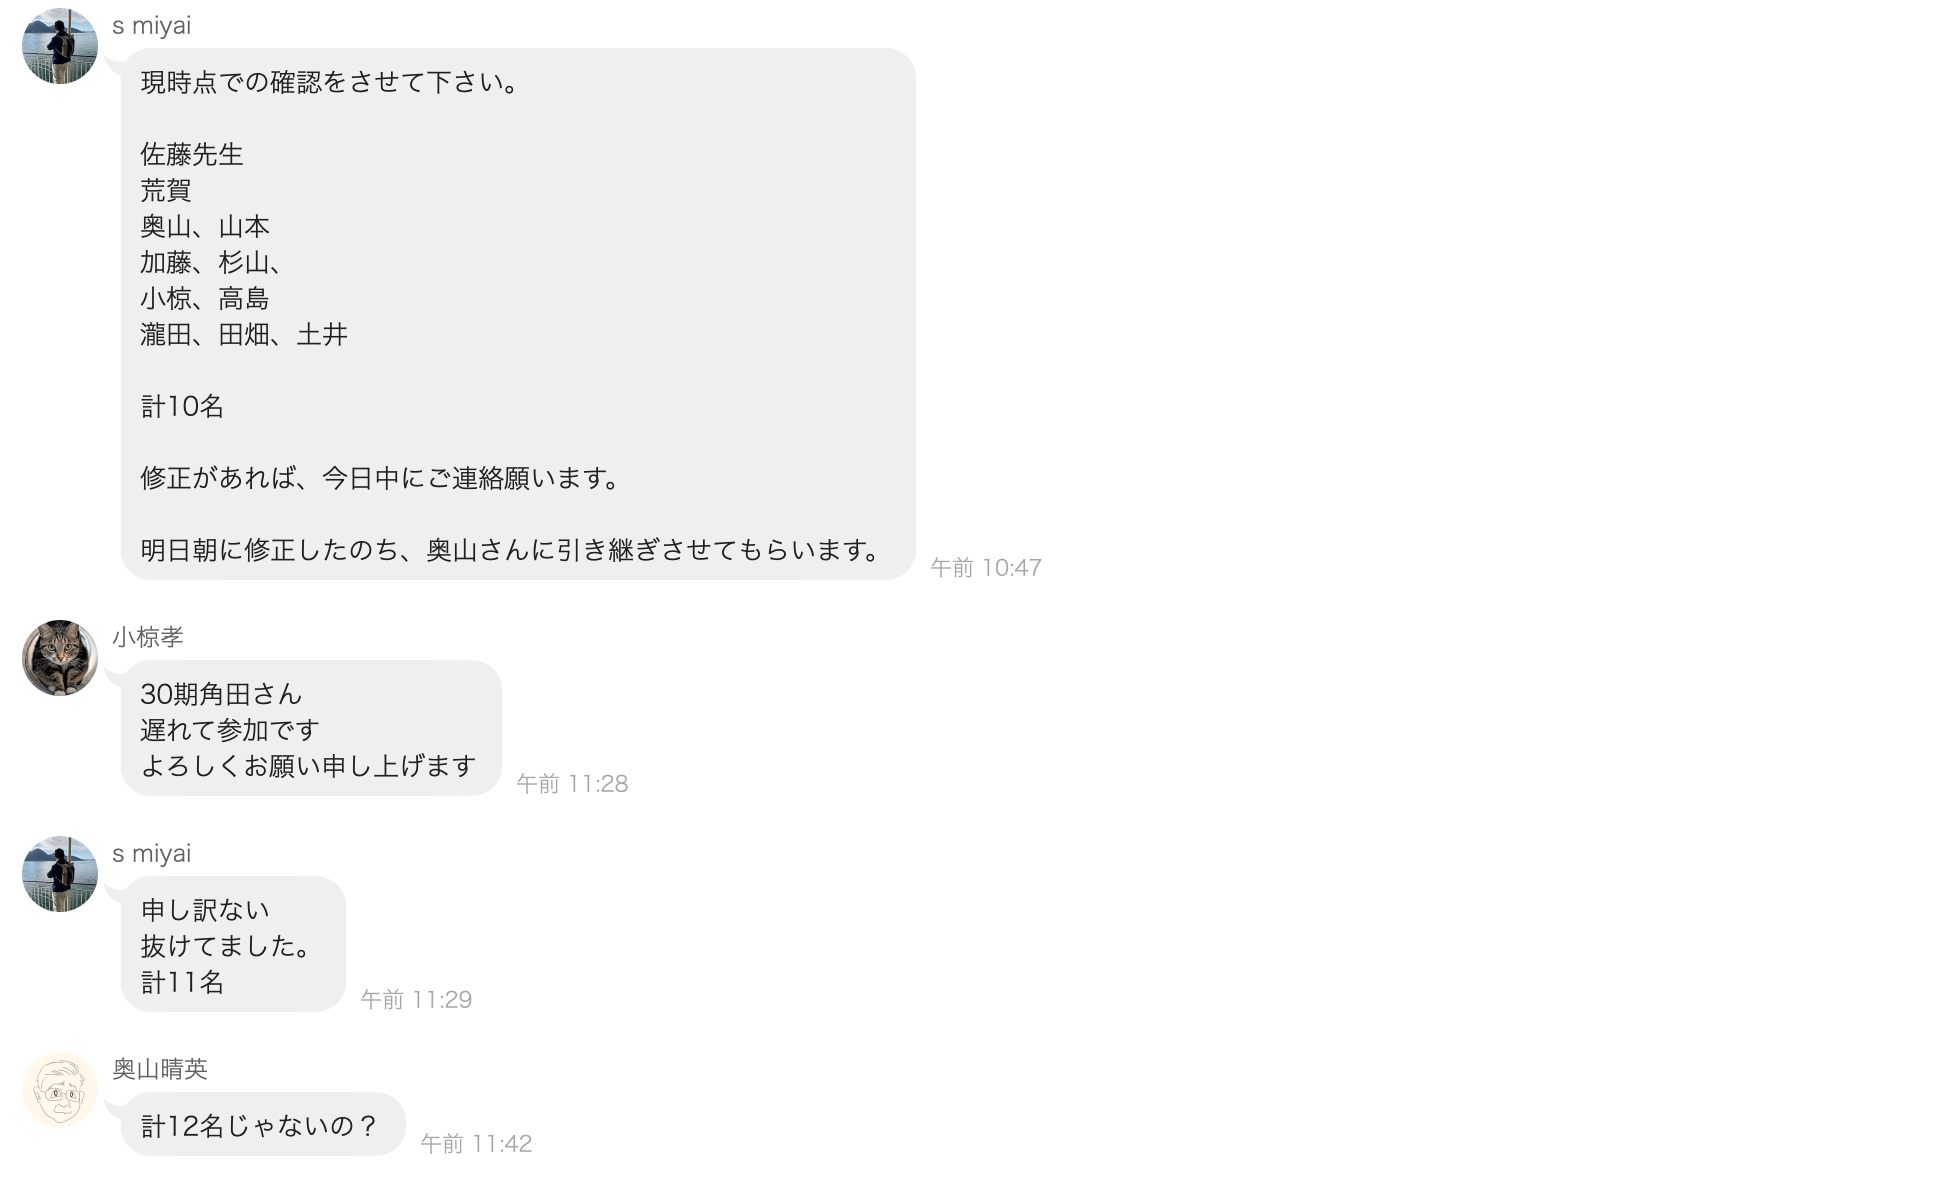 s miyai
現時点での確認をさせて下さい。
佐藤先生
荒賀
奥山、山本
加藤、杉山、
小椋、高島
瀧田、田畑、土井
計10名
修正があれば、今日中にご連絡願います。
明日朝に修正したのち、奥山さんに引き継ぎさせてもらいます。
午前 10:47
小椋孝
30期角田さん
遅れて参加です
よろしくお願い申し上げます
午前 11:28
s miyai
申し訳ない
抜けてました。
計11名
午前 11:29
奥山晴英
計12名じゃないの？
午前 11:42